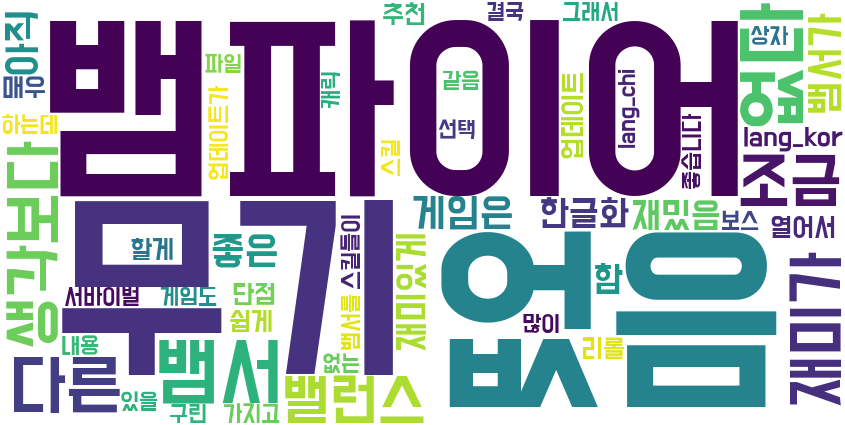 뱀파이어
무기
없음
추천
결국
그래서
아직
매우
파일
캐릭
같음
업데이트
lang_chi
좋습니다
너무
상자
뱀서가
하는데
업데이트가
스킬
선택
lang_kor
조금
생각보다
할게
좋은
스킬들이
게임은
한글화
재밌음
보스
열어서
서바이벌
게임도
단점
쉽게
뱀서를
재미있게
함
재미가
내용
다른
있을
뱀서
구린
가지고
없는
밸런스
많이
리롤